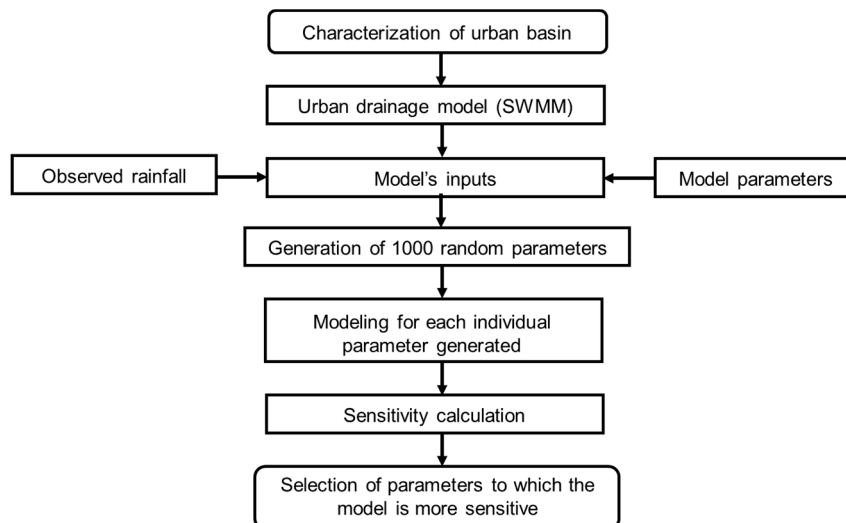 Characterization of urban basin
Urban drainage model (SWMM)
Observed rainfall
Model's inputs
Model parameters
Generation of 1000 random parameters
Modeling for each individual
parameter generated
Sensitivity calculation
Selection of parameters to which the
model is more sensitive